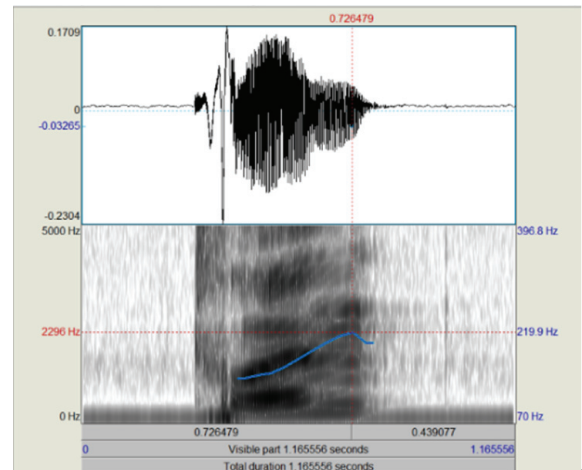 0.726479
0.1709
0
-0.03265
-0.2304
5000 Hz
396.8 Hz
2296 Hz
219.9 Hz
0 Hz
70 Hz
0.726479 0.439077
0 Visible part 1.165556 seconds 1.165556
Total duration 1.165556 seconds